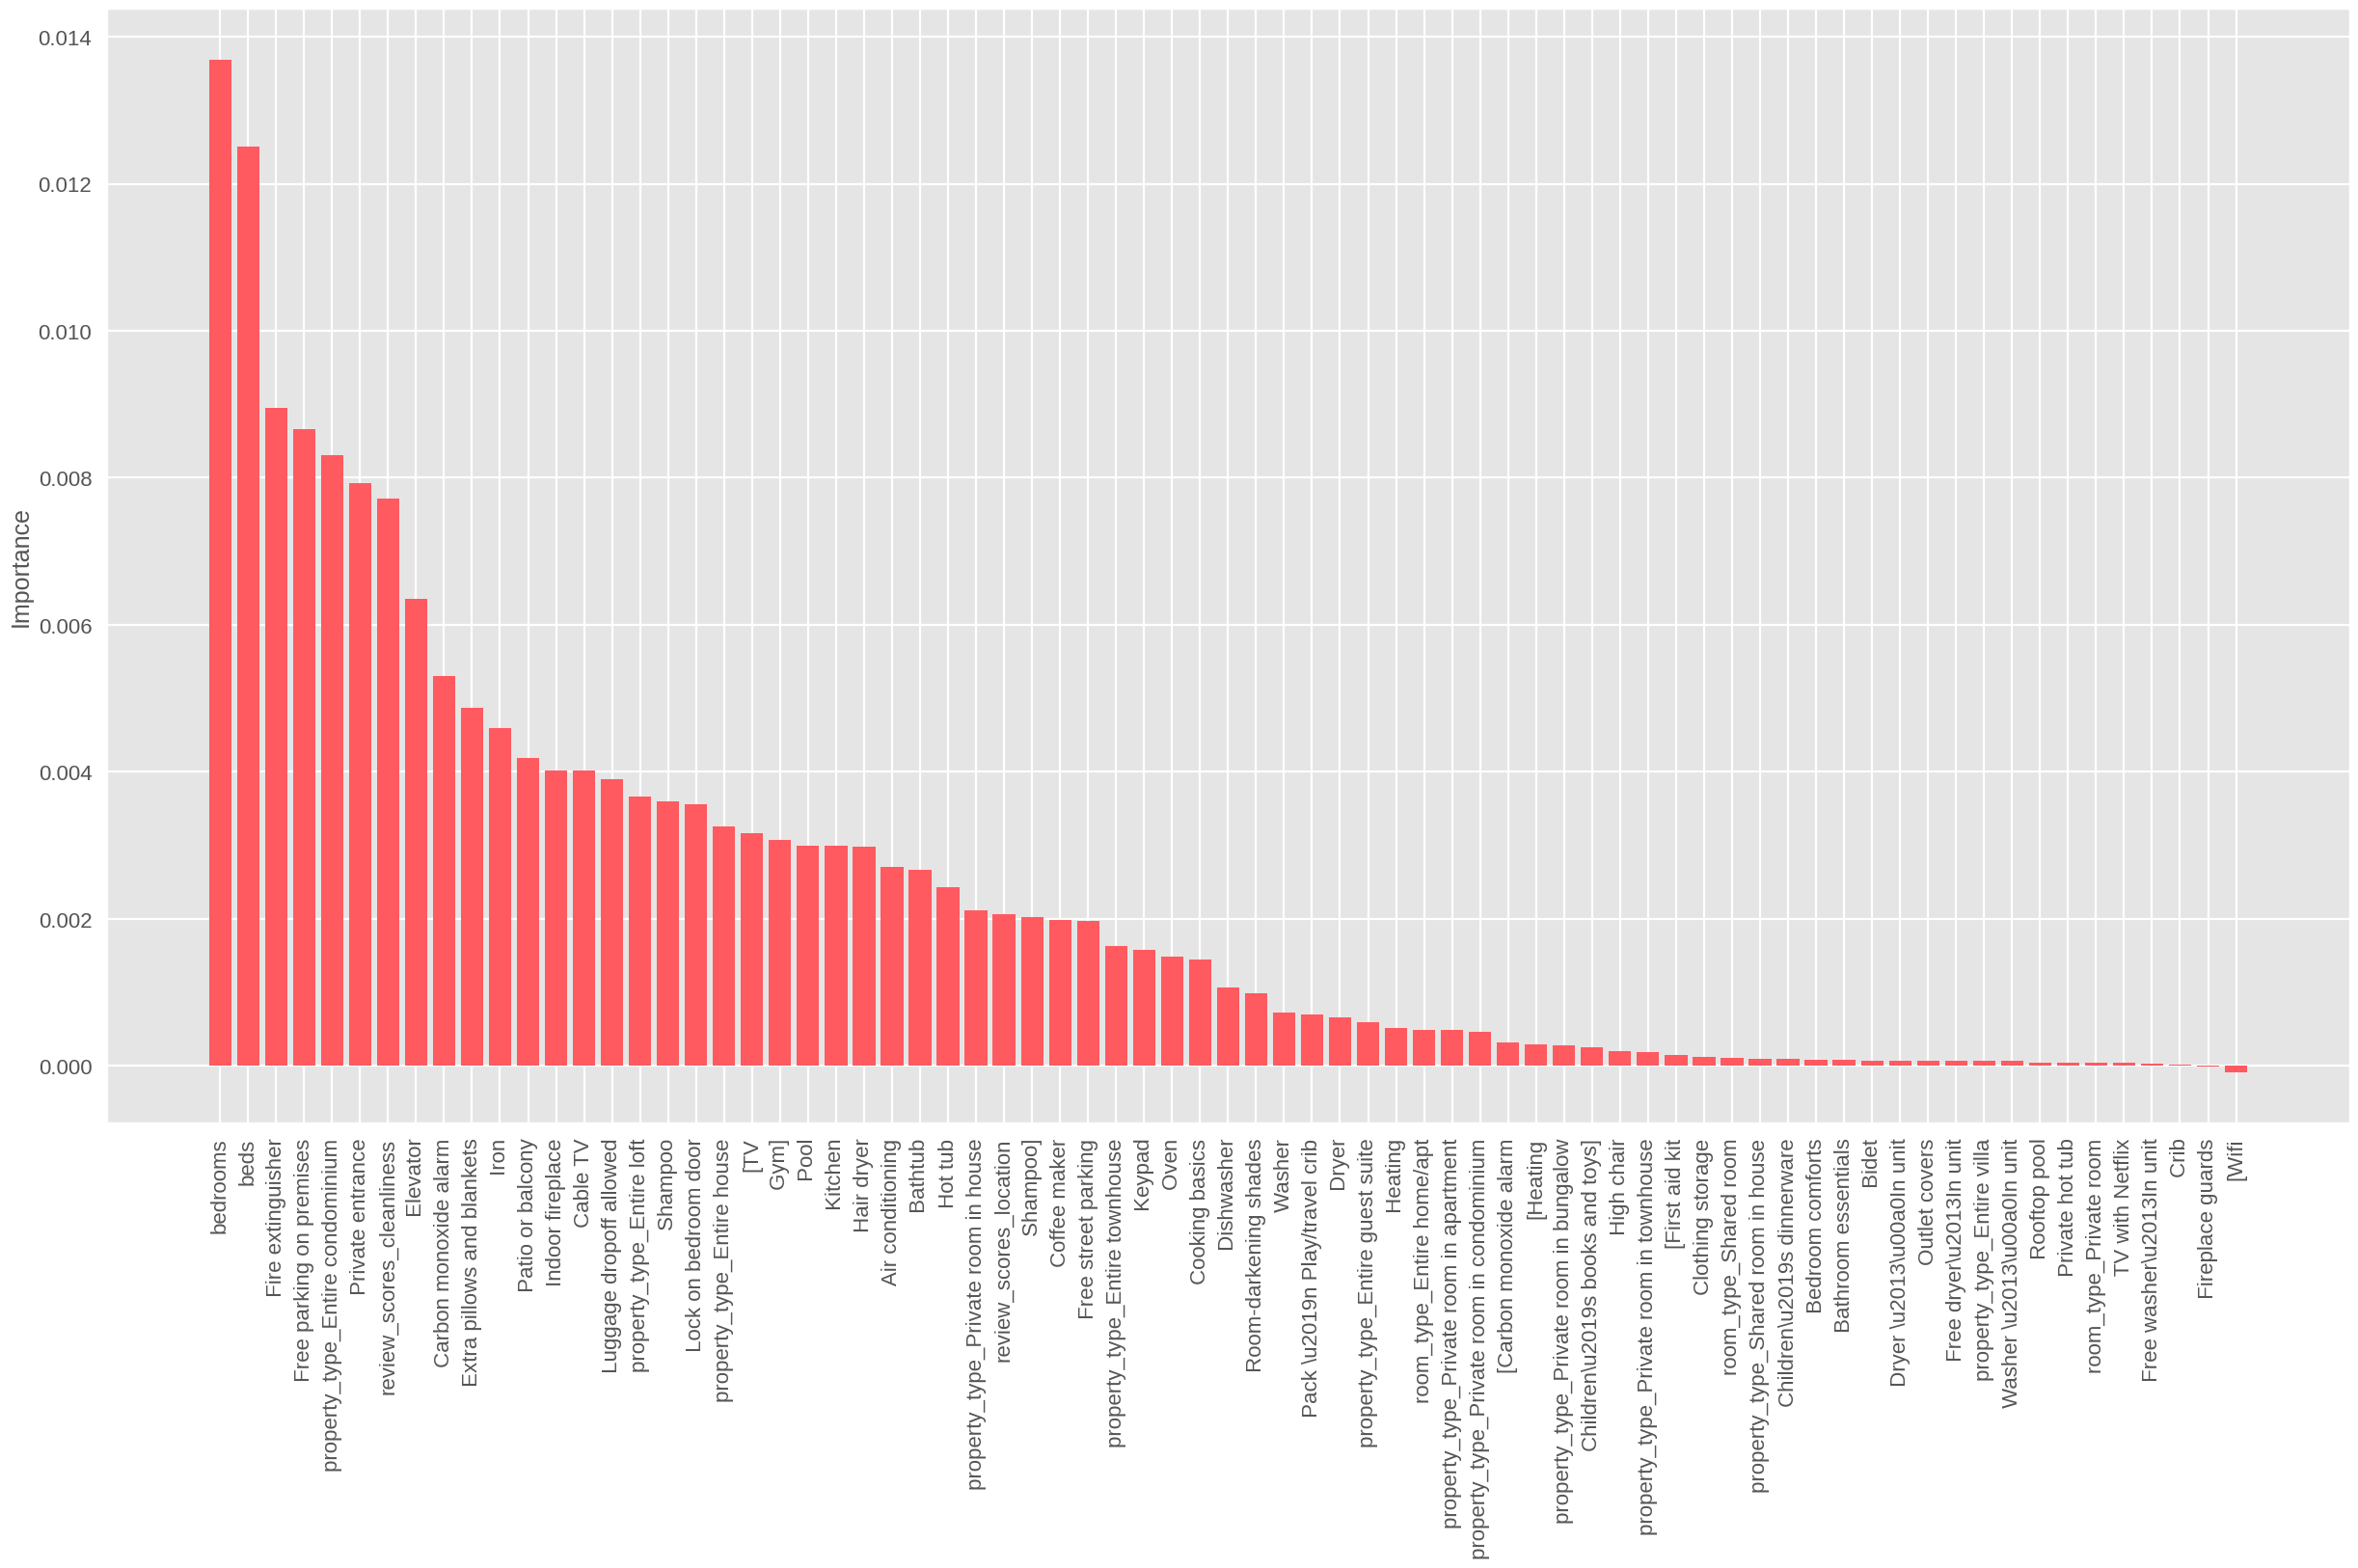 0.014
0.012
0.010
0.008
0.006
0.004
0.002
0.000
Importance
bedrooms
beds
Fire extinguisher
Free parking on premises
property_type_Entire condominium
Private entrance
review_scores_cleanliness
Elevator
Carbon monoxide alarm
Extra pillows and blankets
Iron
Patio or balcony
Indoor fireplace
Cable TV
Luggage dropoff allowed
property_type_Entire loft
Shampoo
Lock on bedroom door
property_type_Entire house
[TV
Gym]
Pool
Kitchen
Hair dryer
Air conditioning
Bathtub
Hot tub
property_type_Private room in house
review_scores_location
Shampoo]
Coffee maker
Free street parking
property_type_Entire townhouse
Keypad
Oven
Cooking basics
Dishwasher
Room-darkening shades
Washer
Pack \u2019n Play/travel crib
Dryer
property_type_Entire guest suite
Heating
room_type_Entire home/apt
property_type_Private room in apartment
property_type_Private room in condominium
[Carbon monoxide alarm
[Heating
property_type_Private room in bungalow
Children\u2019s books and toys]
High chair
property_type_Private room in townhouse
[First aid kit
Clothing storage
room_type_Shared room
property_type_Shared room in house
Children\u2019s dinnerware
Bedroom comforts
Bathroom essentials
Bidet
Dryer \u2013\u00a0In unit
Outlet covers
Free dryer\u2013In unit
property_type_Entire villa
Washer \u2013\u00a0In unit
Rooftop pool
Private hot tub
room_type_Private room
TV with Netflix
Free washer\u2013In unit
Crib
Fireplace guards
[Wifi